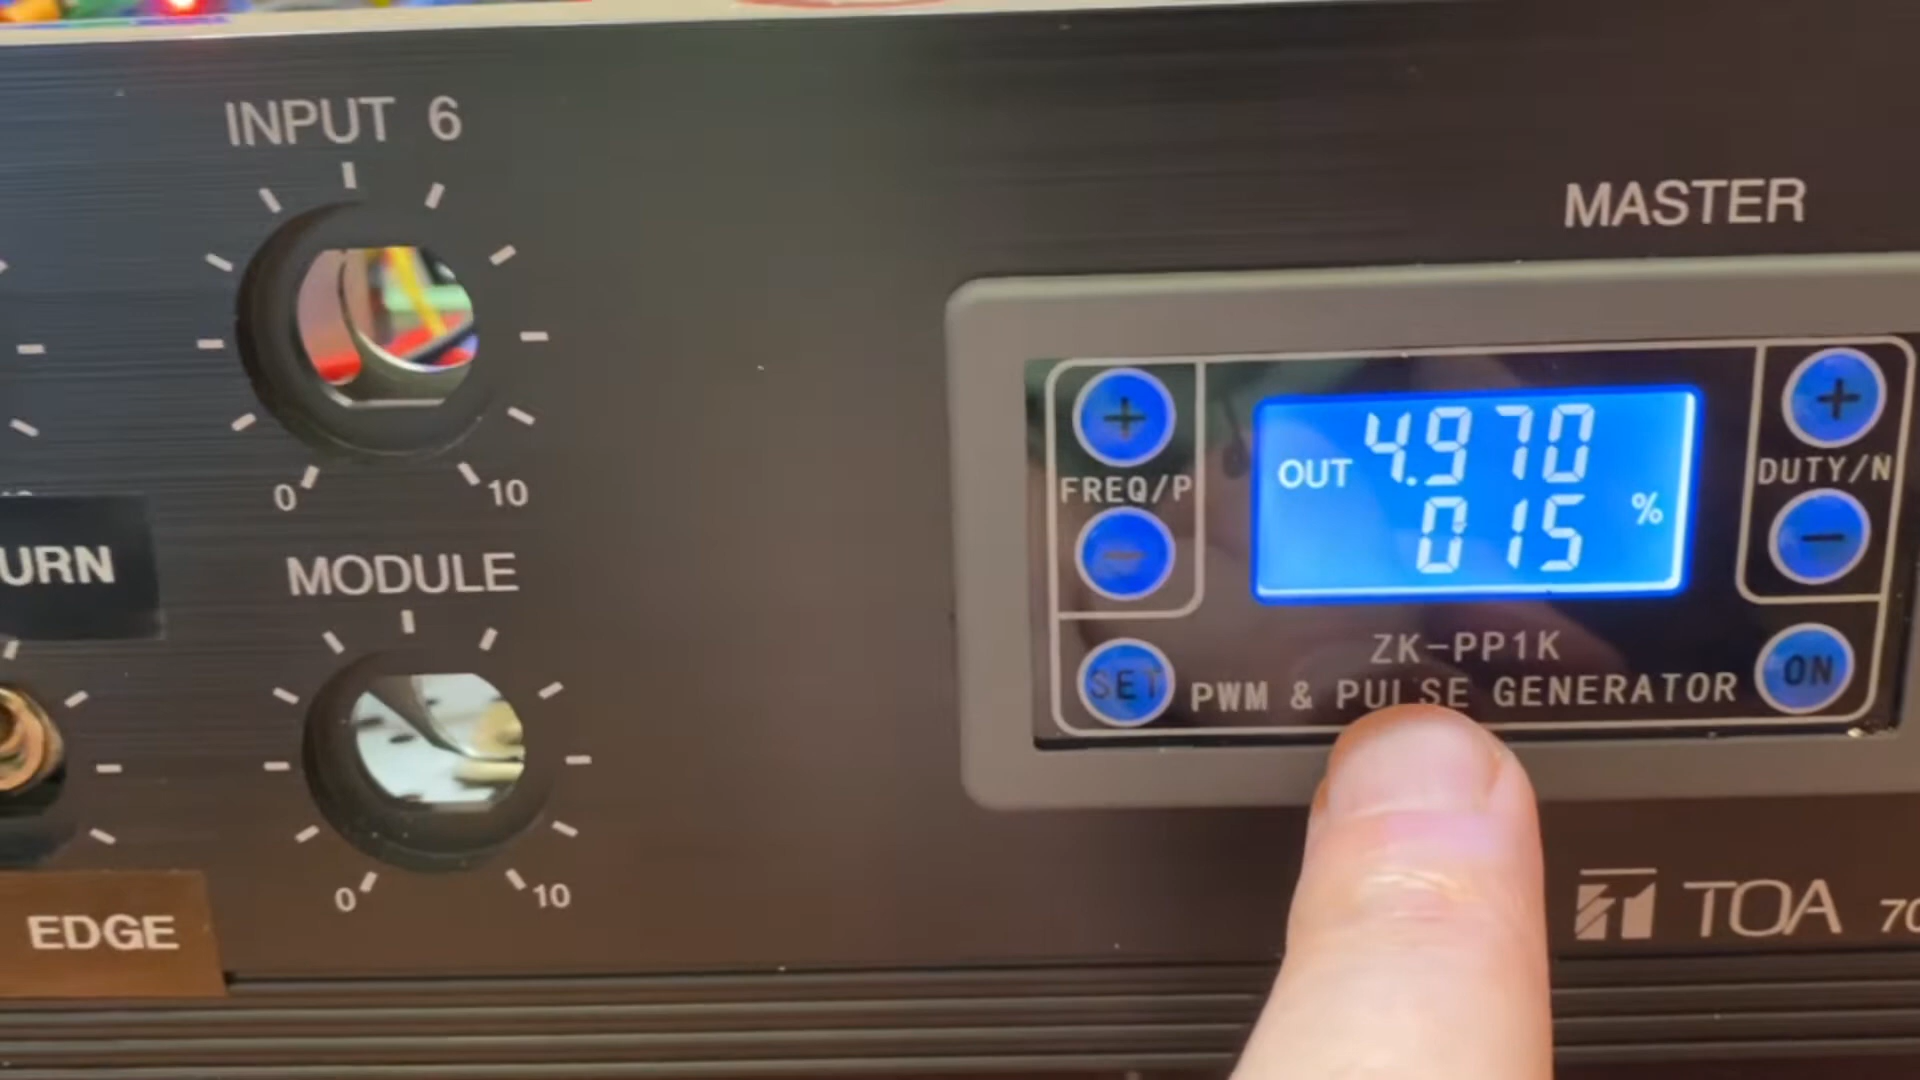 INPUT 6
0 10
URN
MODULE
0 10
EDGE
MASTER
+
FREQ/P
-
SET
OUT 4.970
015 %
+
DUTY/N
-
ON
ZK-PP1K
PWM & PULSE GENERATOR
TOA 70